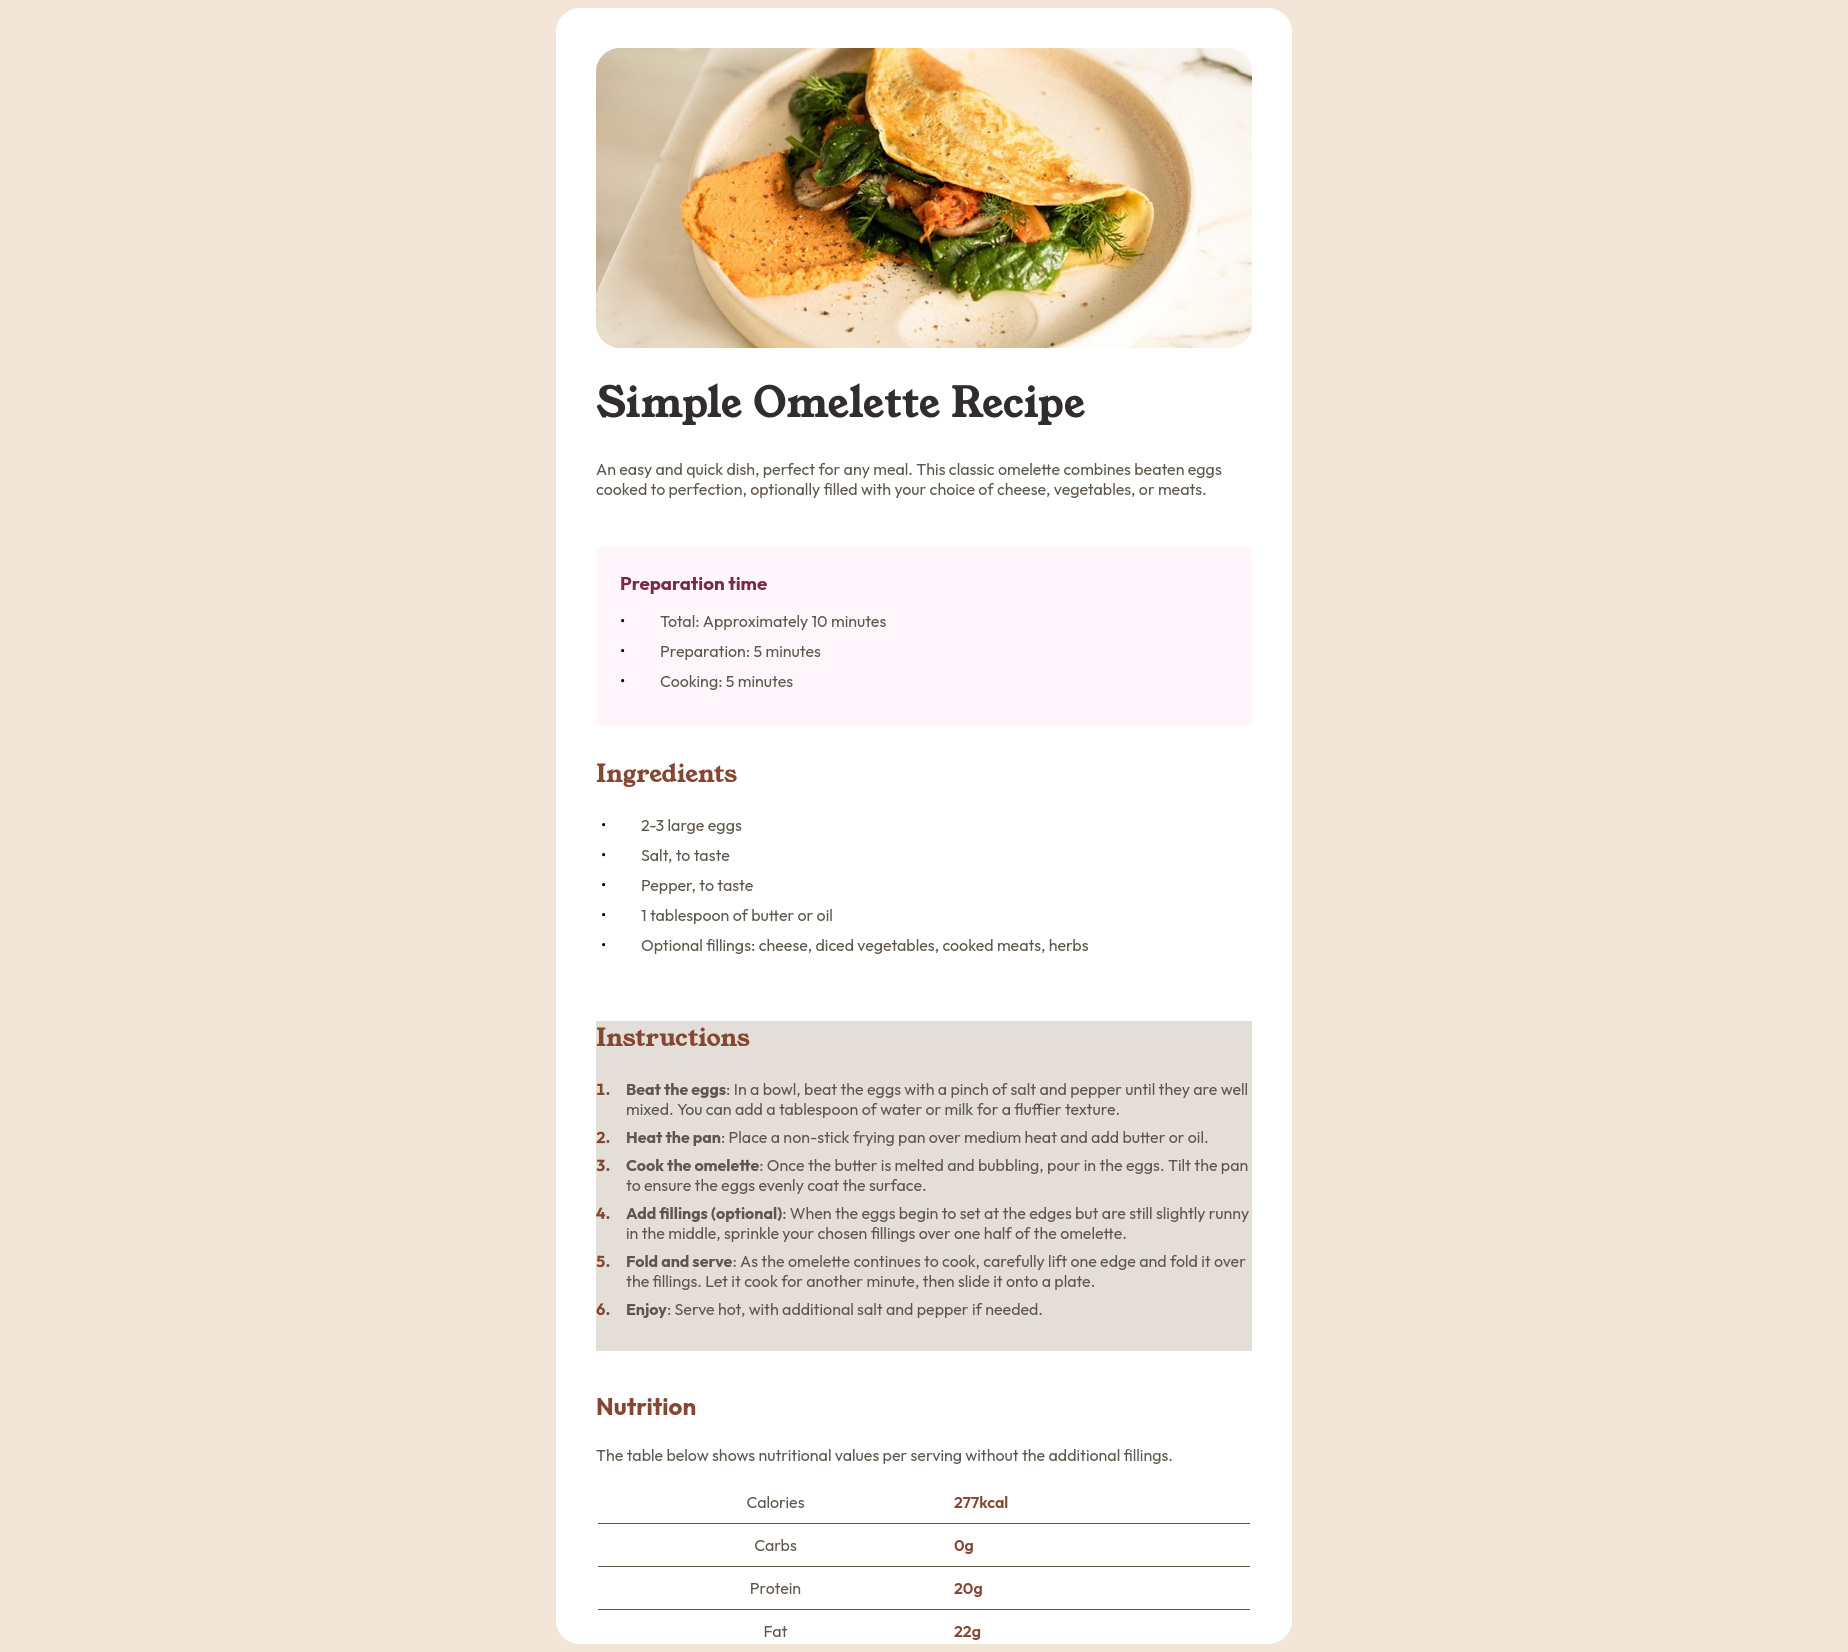 Simple Omelette Recipe
An easy and quick dish, perfect for any meal. This classic omelette combines beaten eggs
cooked to perfection, optionally filled with your choice of cheese, vegetables, or meats.
Preparation time
• Total: Approximately 10 minutes
• Preparation: 5 minutes
• Cooking: 5 minutes
Ingredients
• 2-3 large eggs
• Salt, to taste
• Pepper, to taste
• 1 tablespoon of butter or oil
• Optional fillings: cheese, diced vegetables, cooked meats, herbs
Instructions
1. Beat the eggs: In a bowl, beat the eggs with a pinch of salt and pepper until they are well
mixed. You can add a tablespoon of water or milk for a fluffier texture.
2. Heat the pan: Place a non-stick frying pan over medium heat and add butter or oil.
3. Cook the omelette: Once the butter is melted and bubbling, pour in the eggs. Tilt the pan
to ensure the eggs evenly coat the surface.
4. Add fillings (optional): When the eggs begin to set at the edges but are still slightly runny
in the middle, sprinkle your chosen fillings over one half of the omelette.
5. Fold and serve: As the omelette continues to cook, carefully lift one edge and fold it over
the fillings. Let it cook for another minute, then slide it onto a plate.
6. Enjoy: Serve hot, with additional salt and pepper if needed.
Nutrition
The table below shows nutritional values per serving without the additional fillings.
Calories 277kcal
Carbs 0g
Protein 20g
Fat 22g